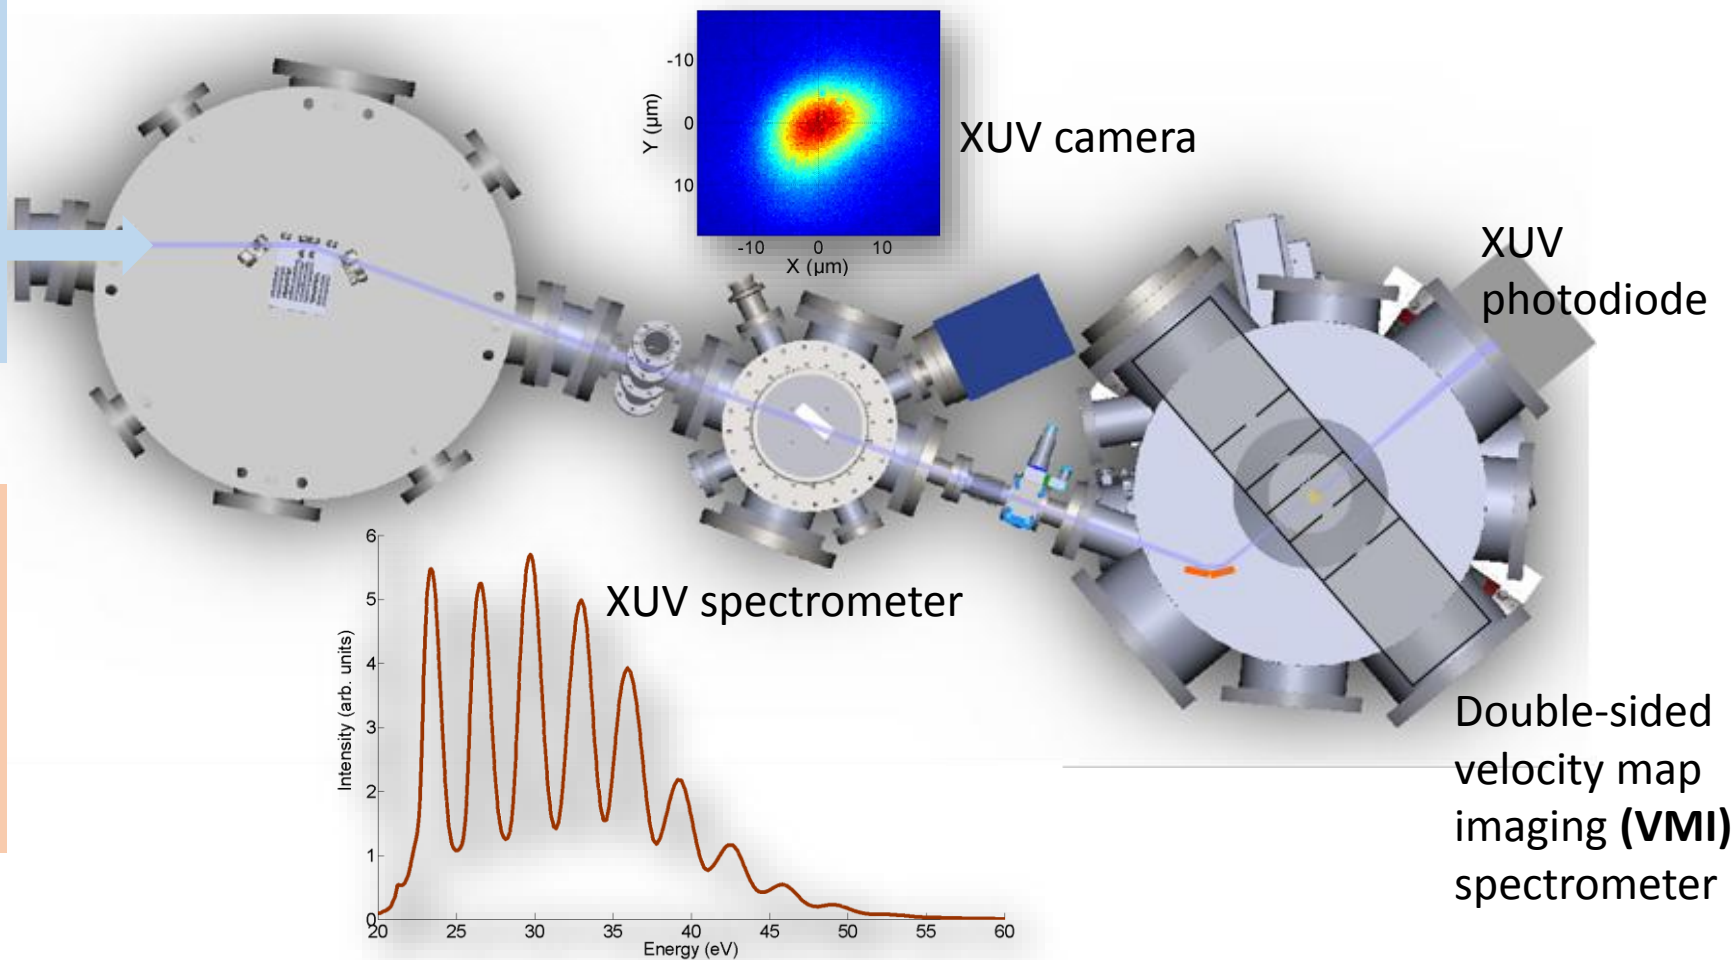 -10
0
10
Y (µm)
-10 0 10
X (µm)
XUV camera
XUV
photodiode
XUV spectrometer
6
5
4
3
2
1
0
Intensity (arb. units)
20 25 30 35 40 45 50 55 60
Energy (eV)
Double-sided
velocity map
imaging (VMI)
spectrometer